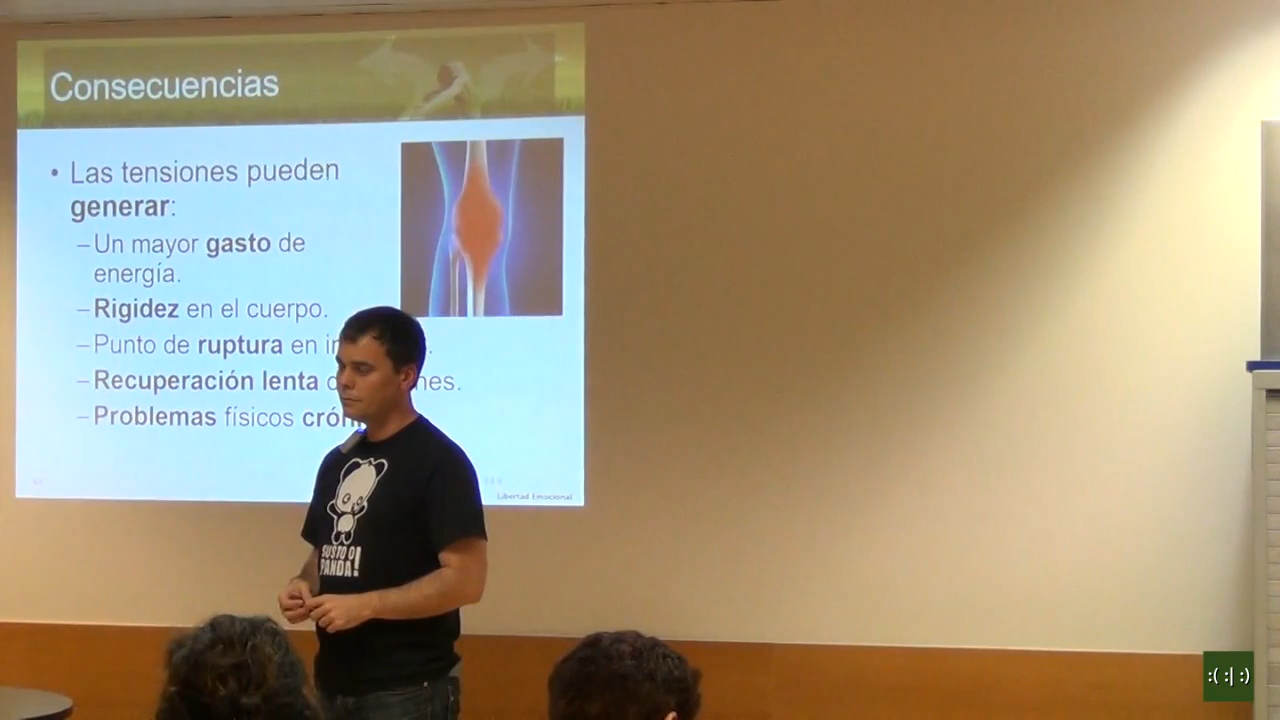 Consecuencias
• Las tensiones pueden
generar:
–Un mayor gasto de
energía.
–Rigidez en el cuerpo.
–Punto de ruptura en
–Recuperación lenta
–Problemas físicos
Libertad Emocional
SUSTO O
PANDA!
:( :| :)